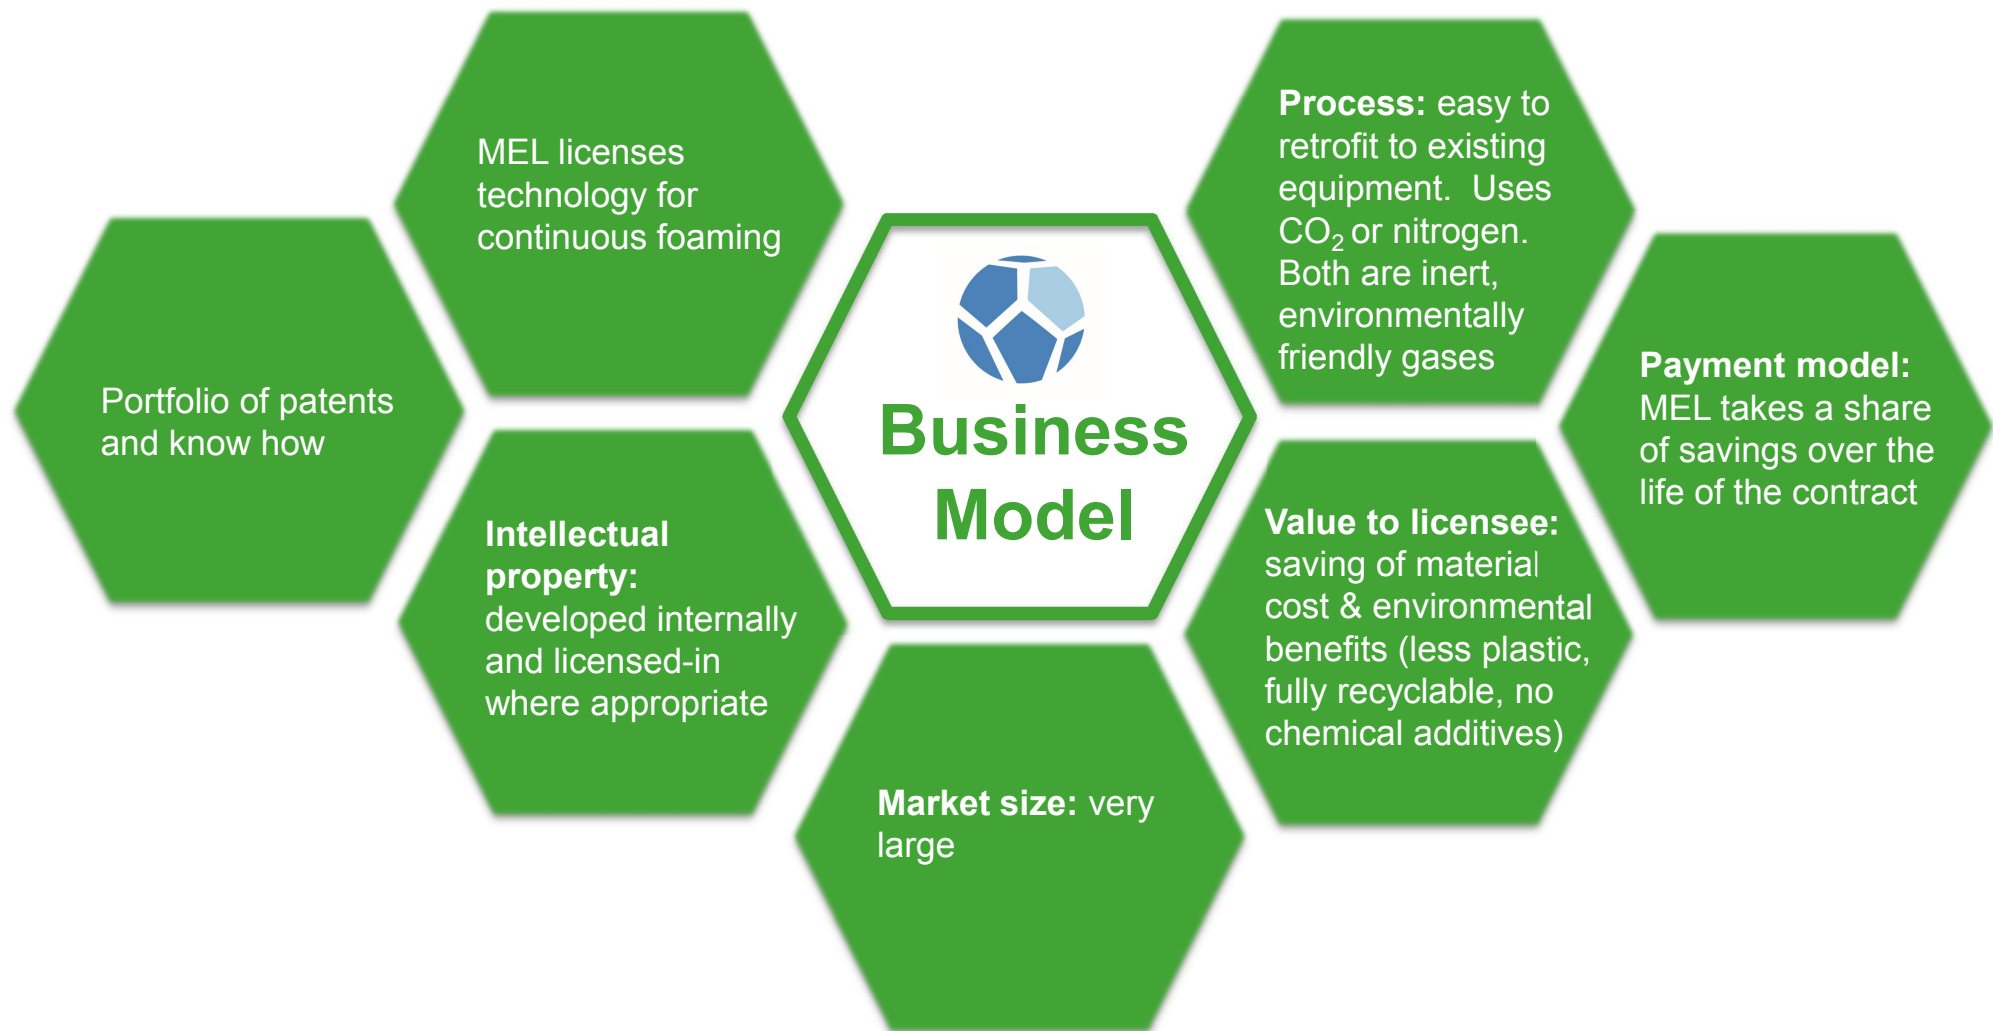 Portfolio of patents
and know how
MEL licenses
technology for
continuous foaming
Intellectual
property:
developed internally
and licensed-in
where appropriate
Business
Model
Market size: very
large
Process: easy to
retrofit to existing
equipment. Uses
CO₂ or nitrogen.
Both are inert,
environmentally
friendly gases
Value to licensee:
saving of material
cost & environmental
benefits (less plastic,
fully recyclable, no
chemical additives)
Payment model:
MEL takes a share
of savings over the
life of the contract